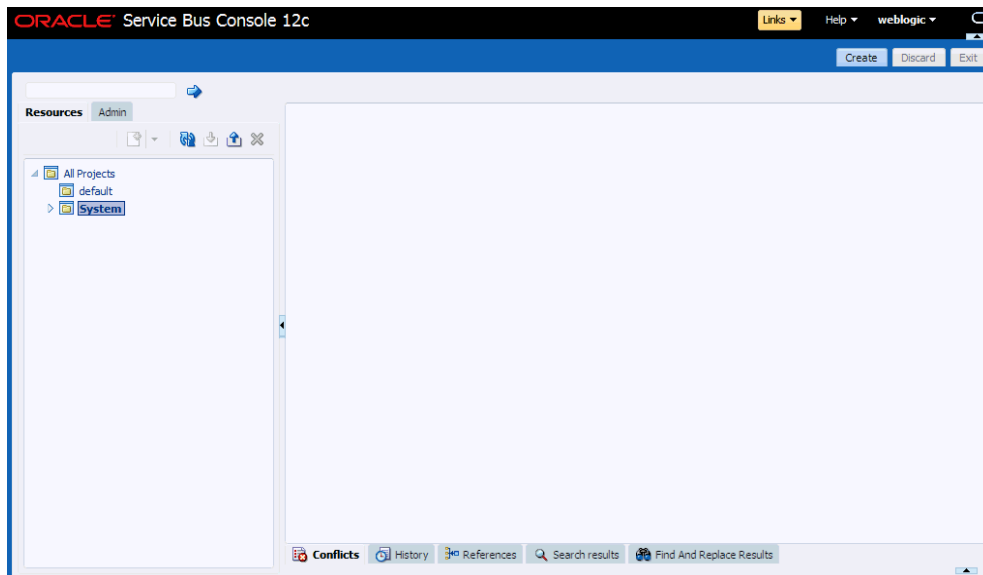 ORACLE Service Bus Console 12c
Links
Help
weblogic
Create
Discard
Exit
Resources
Admin
All Projects
default
System
Conflicts
History
References
Search results
Find And Replace Results